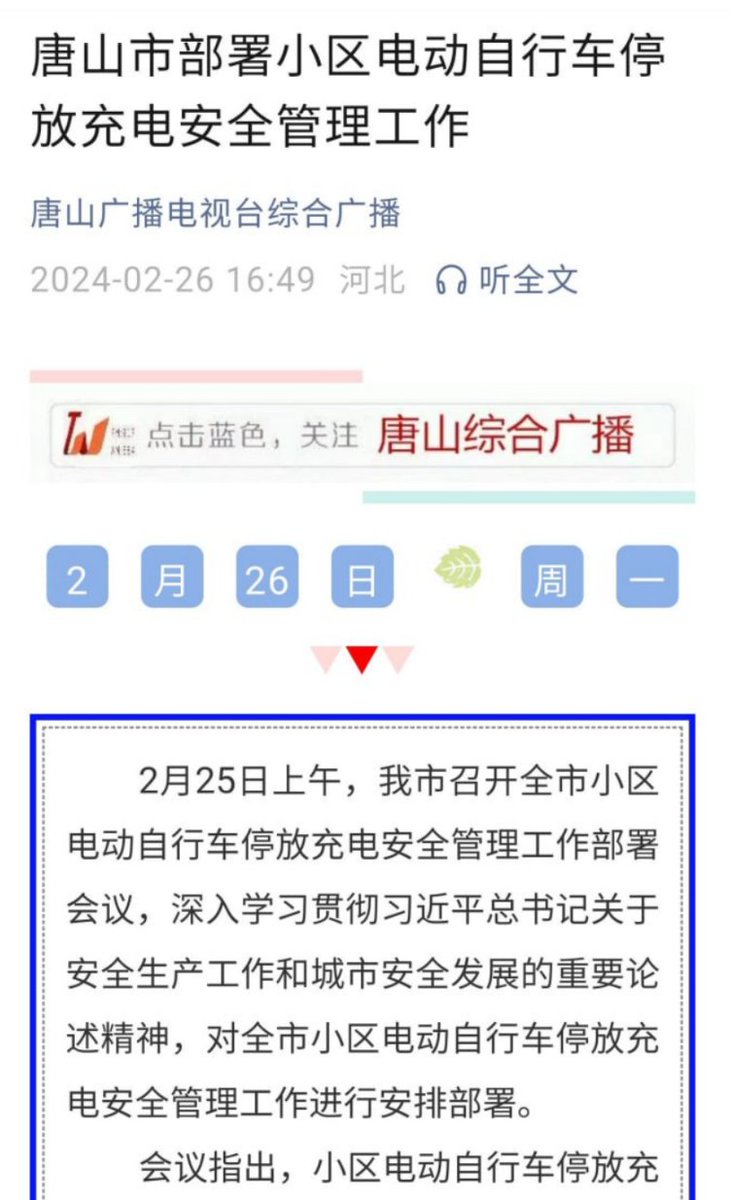 唐山市部署小区电动自行车停
放充电安全管理工作
唐山广播电视台综合广播
2024-02-26 16:49 河北 听全文
点击蓝色，关注 唐山综合广播
2 月 26 日 周 一
2月25日上午，我市召开全市小区
电动自行车停放充电安全管理工作部署
会议，深入学习贯彻习近平总书记关于
安全生产工作和城市安全发展的重要论
述精神，对全市小区电动自行车停放充
电安全管理工作进行安排部署。
会议指出，小区电动自行车停放充